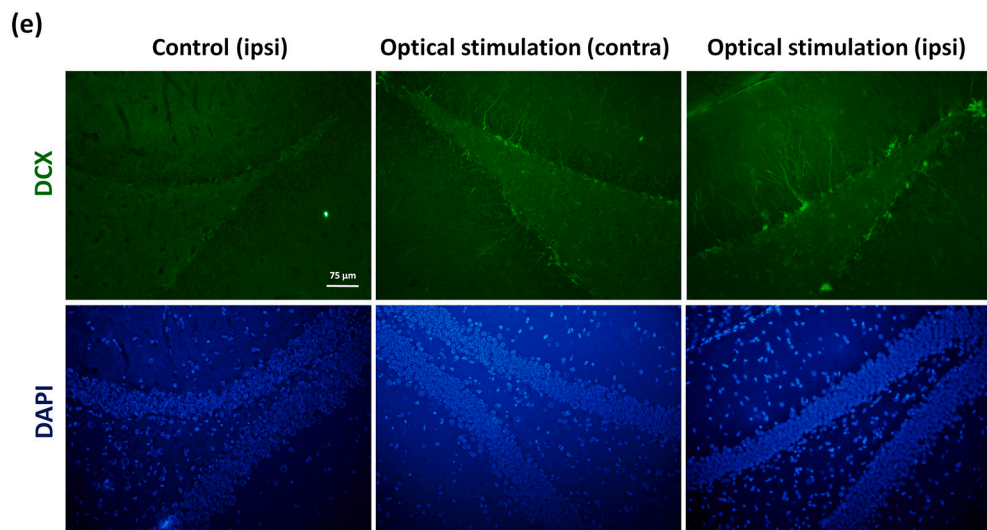 (e)
Control (ipsi)
Optical stimulation (contra)
Optical stimulation (ipsi)
DCX
75 µm
DAPI